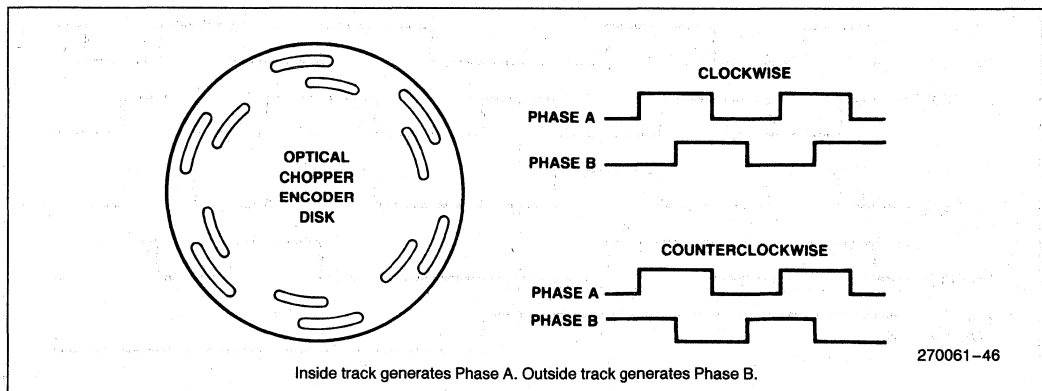 OPTICAL
CHOPPER
ENCODER
DISK
CLOCKWISE
PHASE A
PHASE B
COUNTERCLOCKWISE
PHASE A
PHASE B
270061–46
Inside track generates Phase A. Outside track generates Phase B.